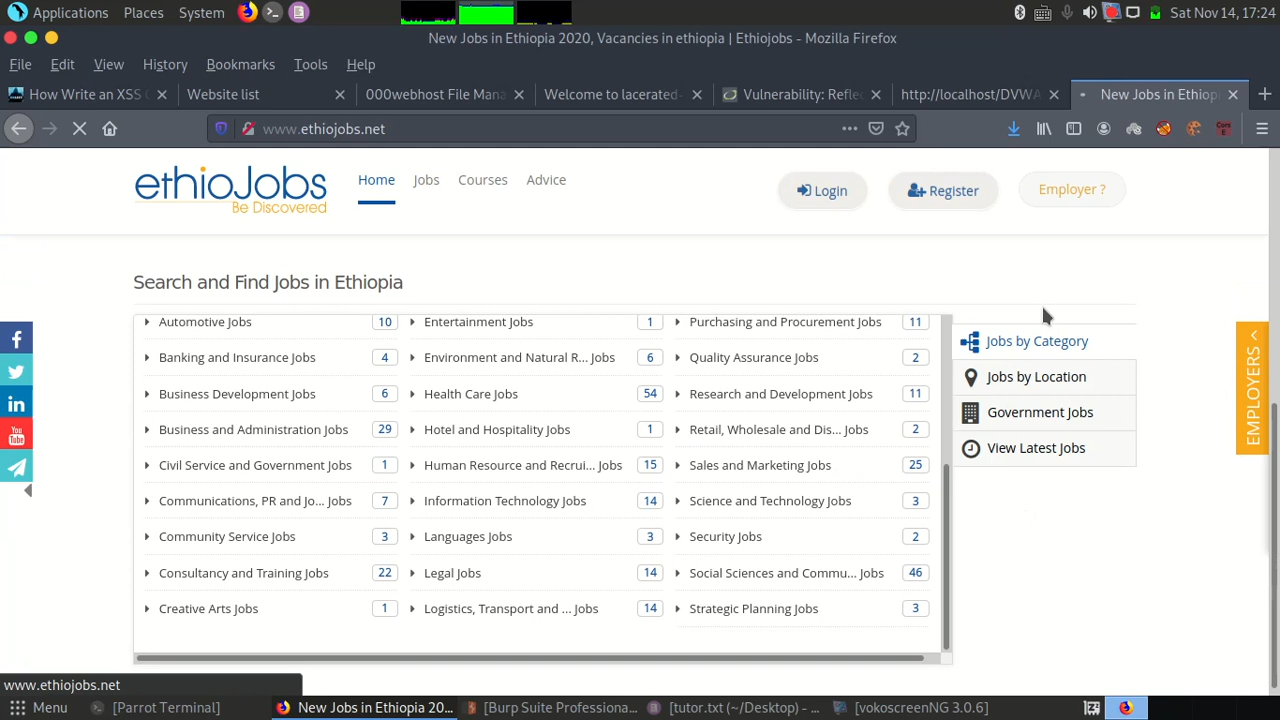 Applications Places System Sat Nov 14, 17:24
New Jobs in Ethiopia 2020, Vacancies in ethiopia | Ethiojobs - Mozilla Firefox
File Edit View History Bookmarks Tools Help
How Write an XSS C Website list 000webhost File Mana Welcome to lacerated- Vulnerability: Refle http://localhost/DVWA New Jobs in Ethiop
www.ethiojobs.net
ethioJobs
Be Discovered
Home Jobs Courses Advice Login Register Employer ?
Search and Find Jobs in Ethiopia
Automotive Jobs 10 Entertainment Jobs 1 Purchasing and Procurement Jobs 11
Banking and Insurance Jobs 4 Environment and Natural R... Jobs 6 Quality Assurance Jobs 2
Business Development Jobs 6 Health Care Jobs 54 Research and Development Jobs 11
Business and Administration Jobs 29 Hotel and Hospitality Jobs 1 Retail, Wholesale and Dis... Jobs 2
Civil Service and Government Jobs 1 Human Resource and Recrui... Jobs 15 Sales and Marketing Jobs 25
Communications, PR and Jo... Jobs 7 Information Technology Jobs 14 Science and Technology Jobs 3
Community Service Jobs 3 Languages Jobs 3 Security Jobs 2
Consultancy and Training Jobs 22 Legal Jobs 14 Social Sciences and Commu... Jobs 46
Creative Arts Jobs 1 Logistics, Transport and ... Jobs 14 Strategic Planning Jobs 3
Jobs by Category
Jobs by Location
Government Jobs
View Latest Jobs
EMPLOYERS
You
Tube
www.ethiojobs.net
Menu [Parrot Terminal] New Jobs in Ethiopia 20... [Burp Suite Professiona... [tutor.txt (~/Desktop) - ... [vokoscreenNG 3.0.6]